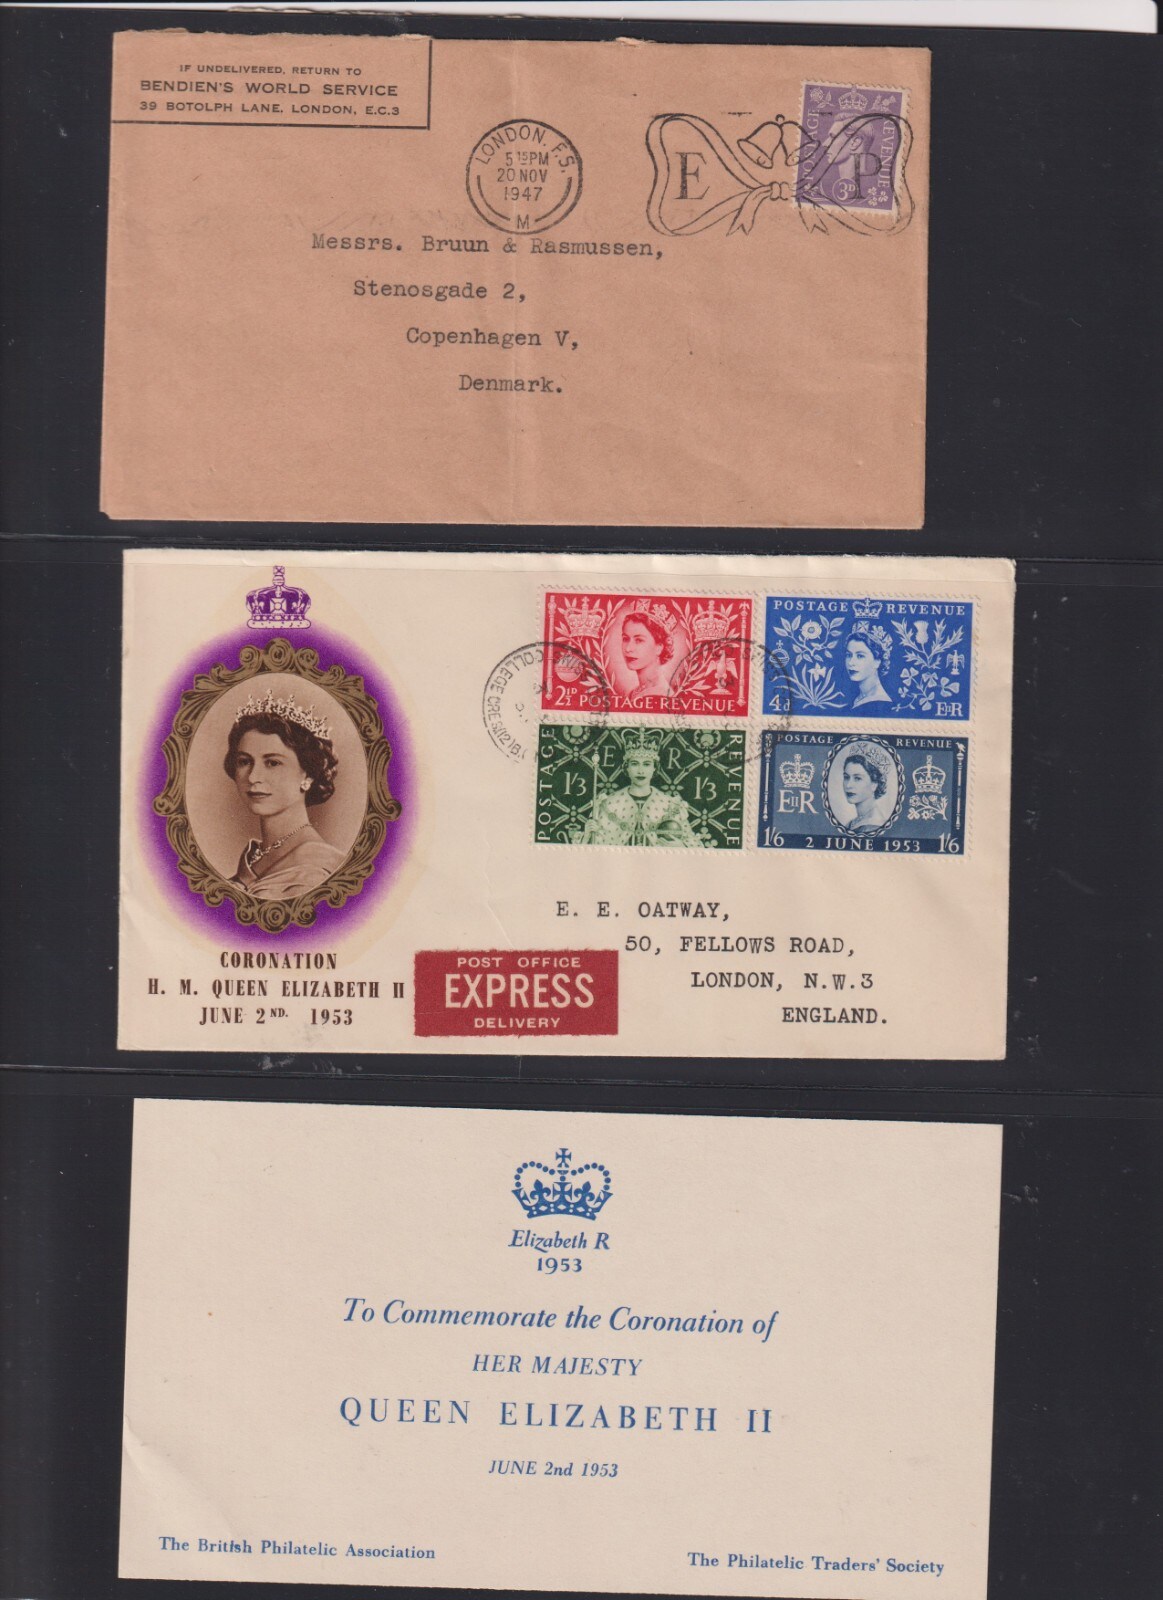 IF UNDELIVERED, RETURN TO
BENDIEN'S WORLD SERVICE
39 BOTOLPH LANE, LONDON, E.C.3
LONDON. F.S.
5 15 PM
20 NOV
1947
M
E P
POSTAGE REVENUE
3D
Messrs. Bruun & Rasmussen,
Stenosgade 2,
Copenhagen V,
Denmark.
2½D POSTAGE·REVENUE
POSTAGE REVENUE
4d EIIR
POSTAGE E R REVENUE
1/3 1/3
POSTAGE REVENUE
EIIR
1/6 2 JUNE 1953 1/6
COLLEGE CRES.
CORONATION
H. M. QUEEN ELIZABETH II
JUNE 2ND. 1953
POST OFFICE
EXPRESS
DELIVERY
E. E. OATWAY,
50, FELLOWS ROAD,
LONDON, N.W.3
ENGLAND.
Elizabeth R
1953
To Commemorate the Coronation of
HER MAJESTY
QUEEN ELIZABETH II
JUNE 2nd 1953
The British Philatelic Association
The Philatelic Traders' Society